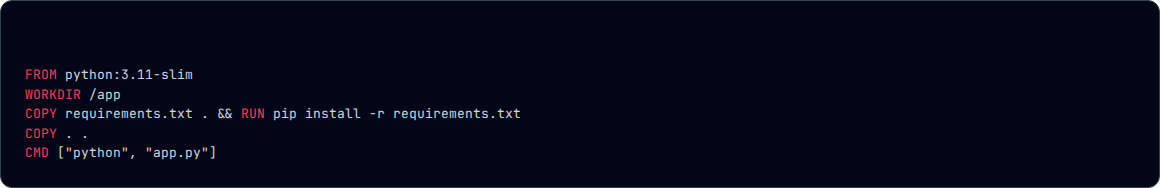 FROM python:3.11-slim
WORKDIR /app
COPY requirements.txt . && RUN pip install -r requirements.txt
COPY . .
CMD ["python", "app.py"]